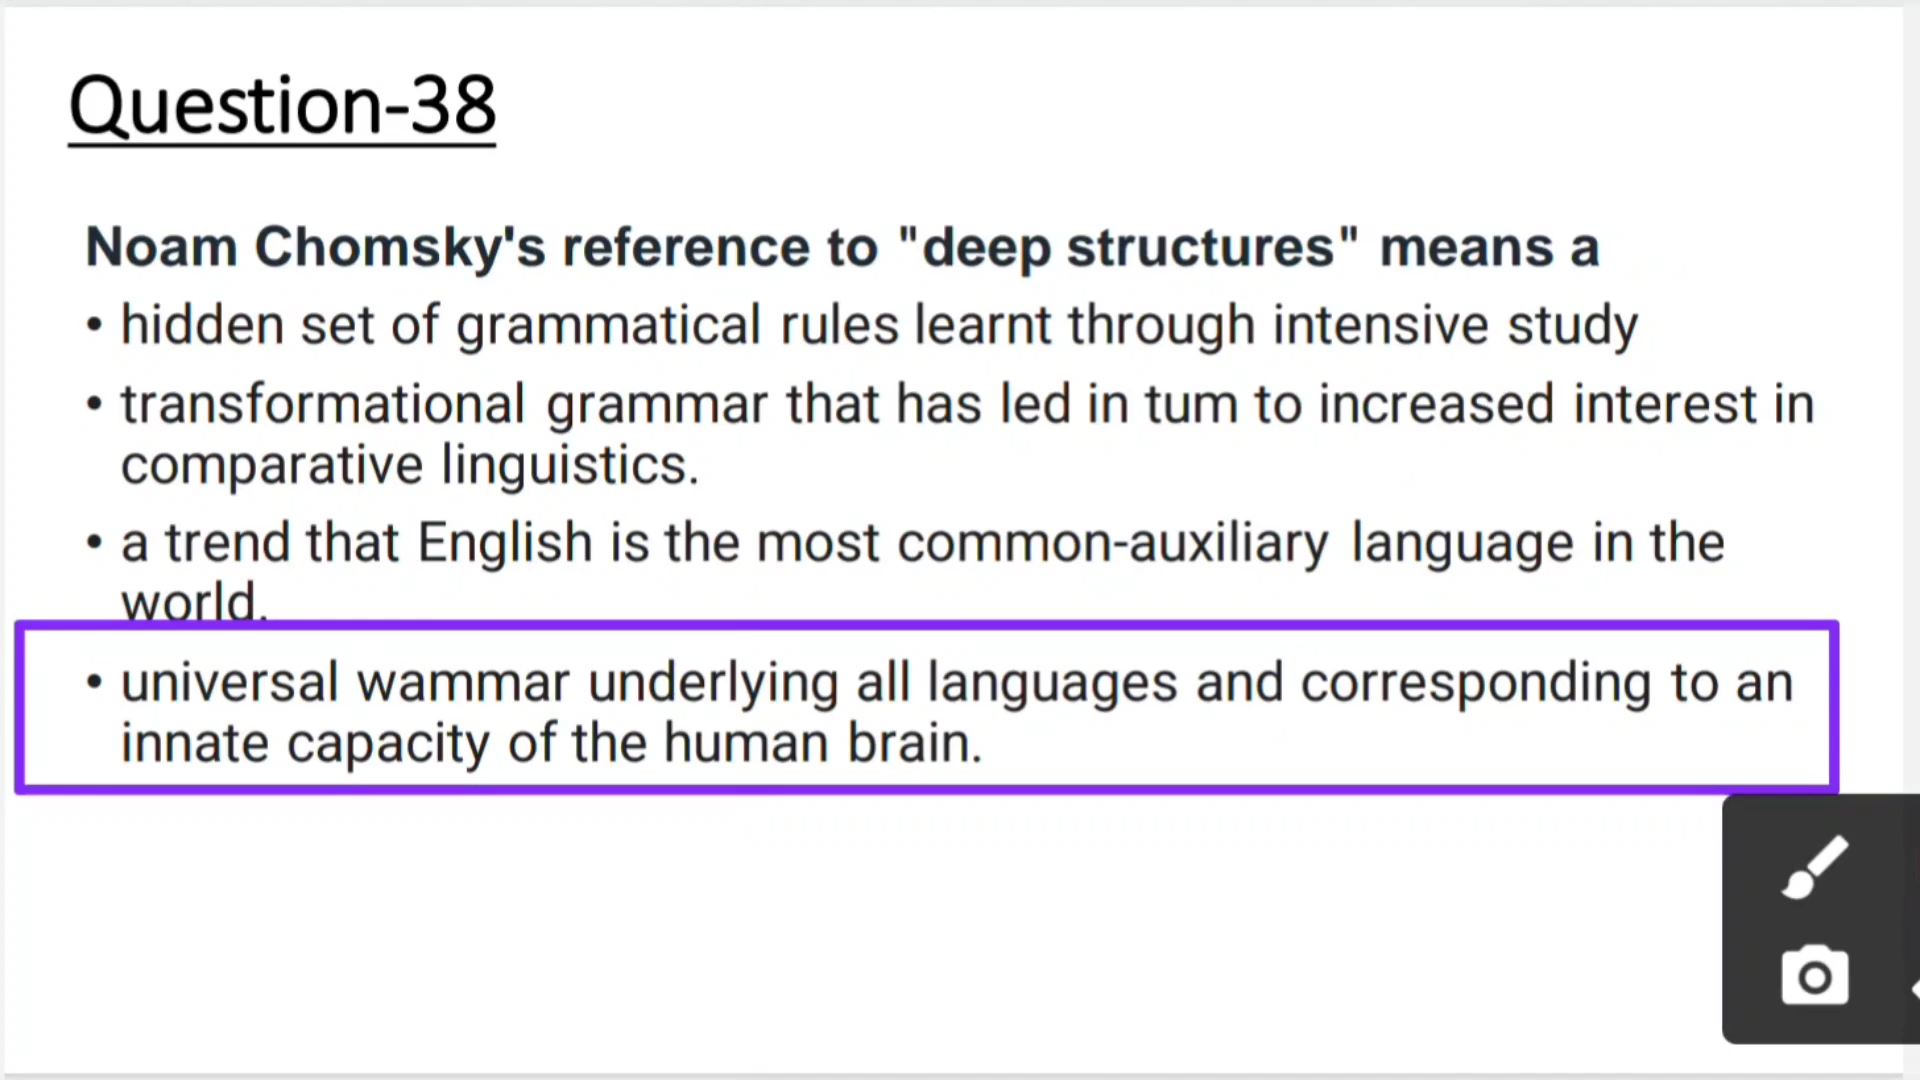 Question-38
Noam Chomsky's reference to "deep structures" means a
• hidden set of grammatical rules learnt through intensive study
• transformational grammar that has led in tum to increased interest in
comparative linguistics.
• a trend that English is the most common-auxiliary language in the
world.
• universal wammar underlying all languages and corresponding to an
innate capacity of the human brain.